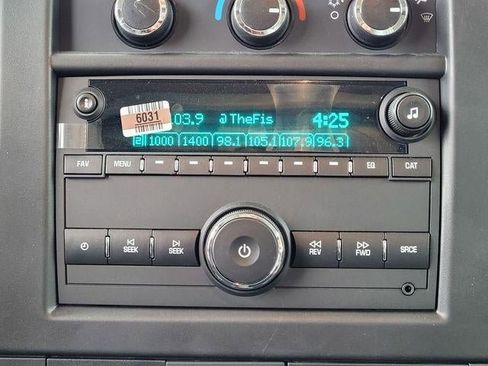 6031
03.9 @TheFis 4:25
2 1000 1400 98.1 105.1 107.9 96.3
FAV MENU EQ CAT
SEEK SEEK REV FWD SRCE